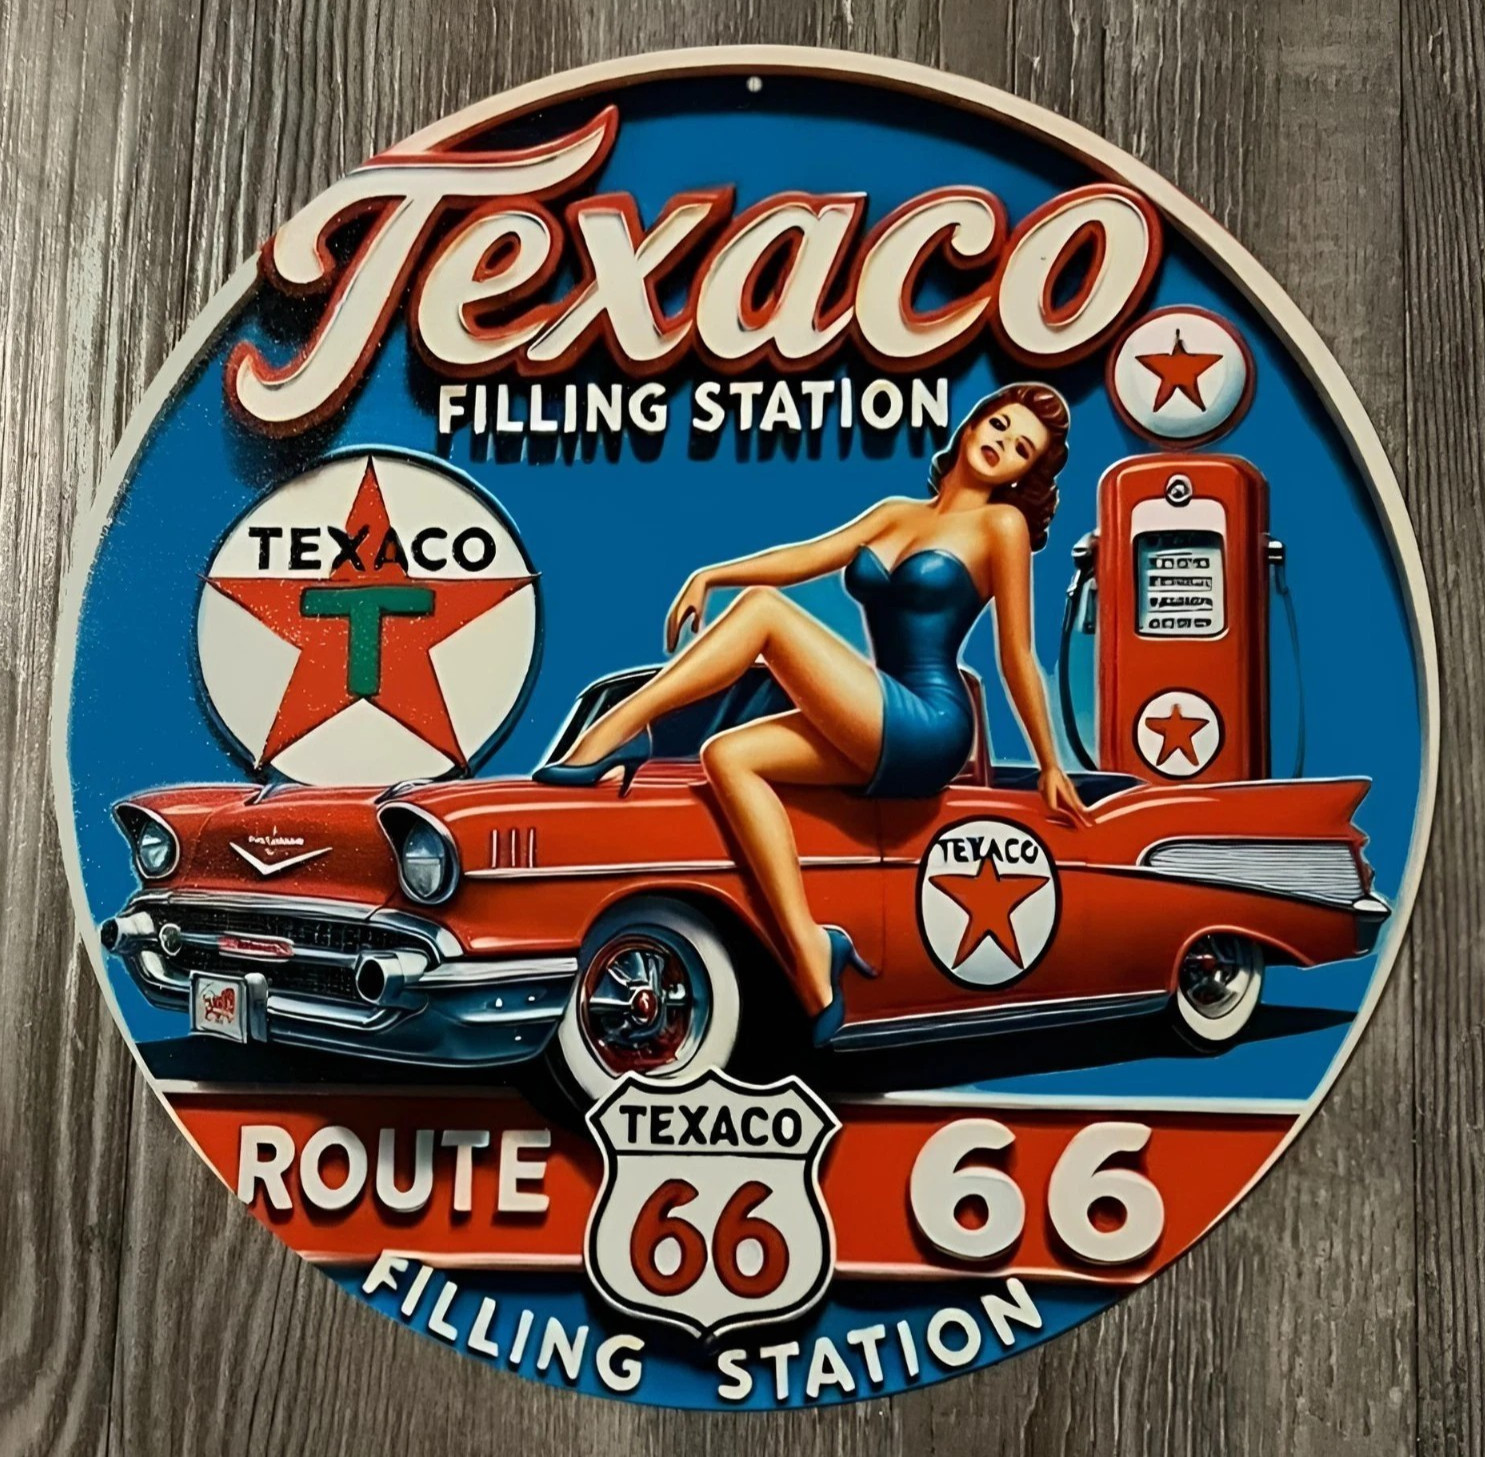 Texaco
FILLING STATION
TEXACO
T
TEXACO
ROUTE
TEXACO
66
66
FILLING STATION